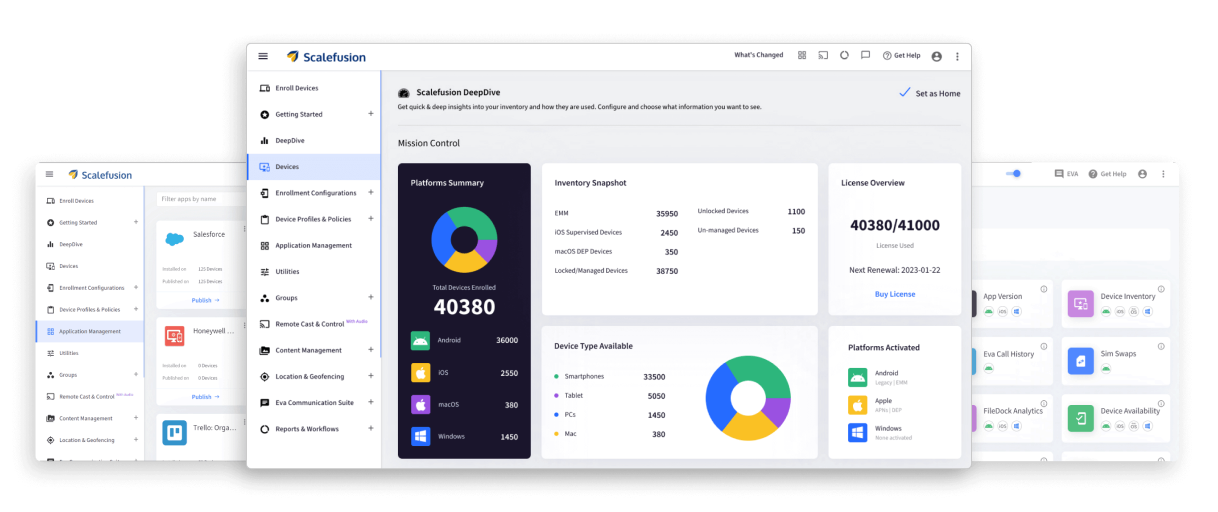 Scalefusion
What's Changed
Get Help
Enroll Devices
Getting Started +
DeepDive
Devices
Enrollment Configurations +
Device Profiles & Policies +
Application Management
Utilities
Groups +
Remote Cast & Control With Audio
Content Management +
Location & Geofencing +
Eva Communication Suite +
Reports & Workflows +
Scalefusion DeepDive
Set as Home
Get quick & deep insights into your inventory and how they are used. Configure and choose what information you want to see.
Mission Control
Platforms Summary
Total Devices Enrolled
40380
Android 36000
iOS 2550
macOS 380
Windows 1450
Inventory Snapshot
EMM 35950
iOS Supervised Devices 2450
macOS DEP Devices 350
Locked/Managed Devices 38750
Unlocked Devices 1100
Un-managed Devices 150
License Overview
40380/41000
License Used
Next Renewal: 2023-01-22
Buy License
Device Type Available
Smartphones 33500
Tablet 5050
PCs 1450
Mac 380
Platforms Activated
Android
Legacy | EMM
Apple
APNs | DEP
Windows
None activated
Scalefusion
Enroll Devices
Getting Started +
DeepDive
Devices
Enrollment Configurations +
Device Profiles & Policies +
Application Management
Utilities
Groups +
Remote Cast & Control With Audio
Content Management +
Location & Geofencing +
Filter apps by name
Salesforce
Installed on 125 Devices
Published on 125 Devices
Publish →
Honeywell ...
Installed on 0 Devices
Published on 0 Devices
Publish →
Trello: Orga...
EVA
Get Help
App Version
iOS
Device Inventory
iOS
Eva Call History
Sim Swaps
FileDock Analytics
iOS
Device Availability
iOS